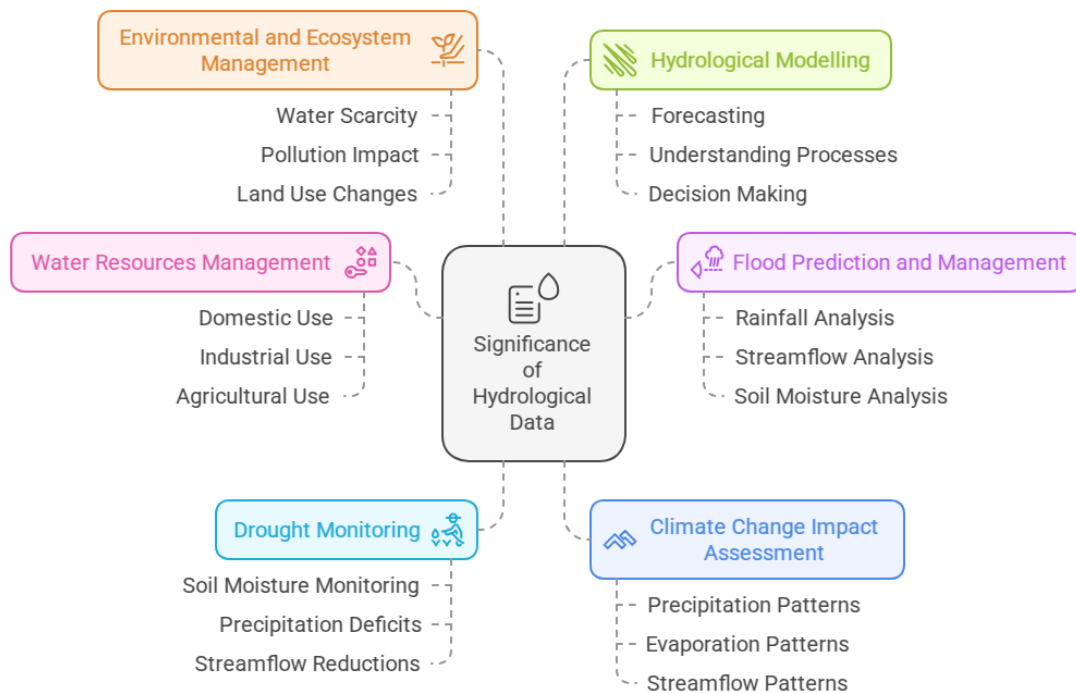 Environmental and Ecosystem
Management
Water Scarcity
Pollution Impact
Land Use Changes
Hydrological Modelling
Forecasting
Understanding Processes
Decision Making
Water Resources Management
Domestic Use
Industrial Use
Agricultural Use
Significance
of
Hydrological
Data
Flood Prediction and Management
Rainfall Analysis
Streamflow Analysis
Soil Moisture Analysis
Drought Monitoring
Soil Moisture Monitoring
Precipitation Deficits
Streamflow Reductions
Climate Change Impact
Assessment
Precipitation Patterns
Evaporation Patterns
Streamflow Patterns